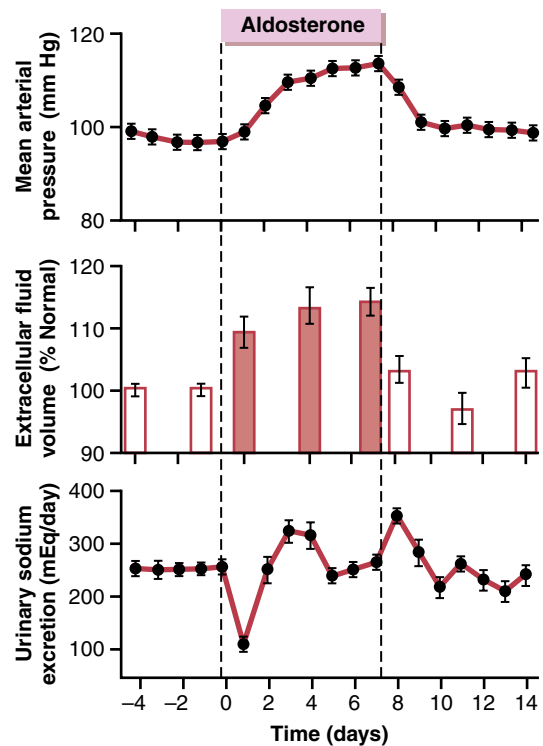 Aldosterone
Mean arterial
pressure (mm Hg)
120
100
80
Extracellular fluid
volume (% Normal)
120
110
100
90
Urinary sodium
excretion (mEq/day)
400
300
200
100
–4 –2 0 2 4 6 8 10 12 14
Time (days)